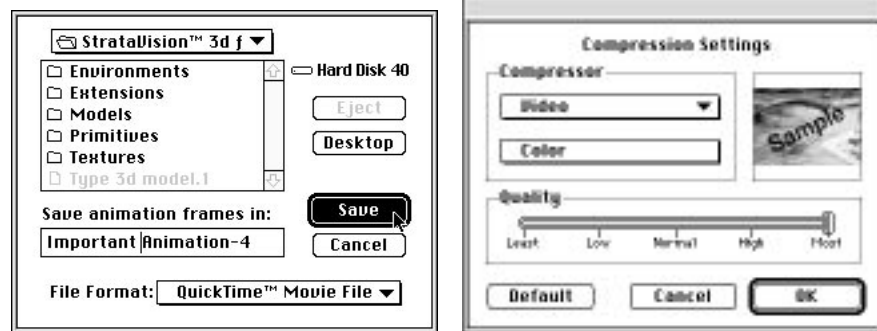 StrataVision™ 3d ƒ
Environments
Extensions
Models
Primitives
Textures
Type 3d model.1
Hard Disk 40
Eject
Desktop
Save animation frames in:
Important Animation-4
Save
Cancel
File Format: QuickTime™ Movie File
Compression Settings
Compressor
Video
Color
Sample
Quality
Least Low Normal High Most
Default Cancel OK